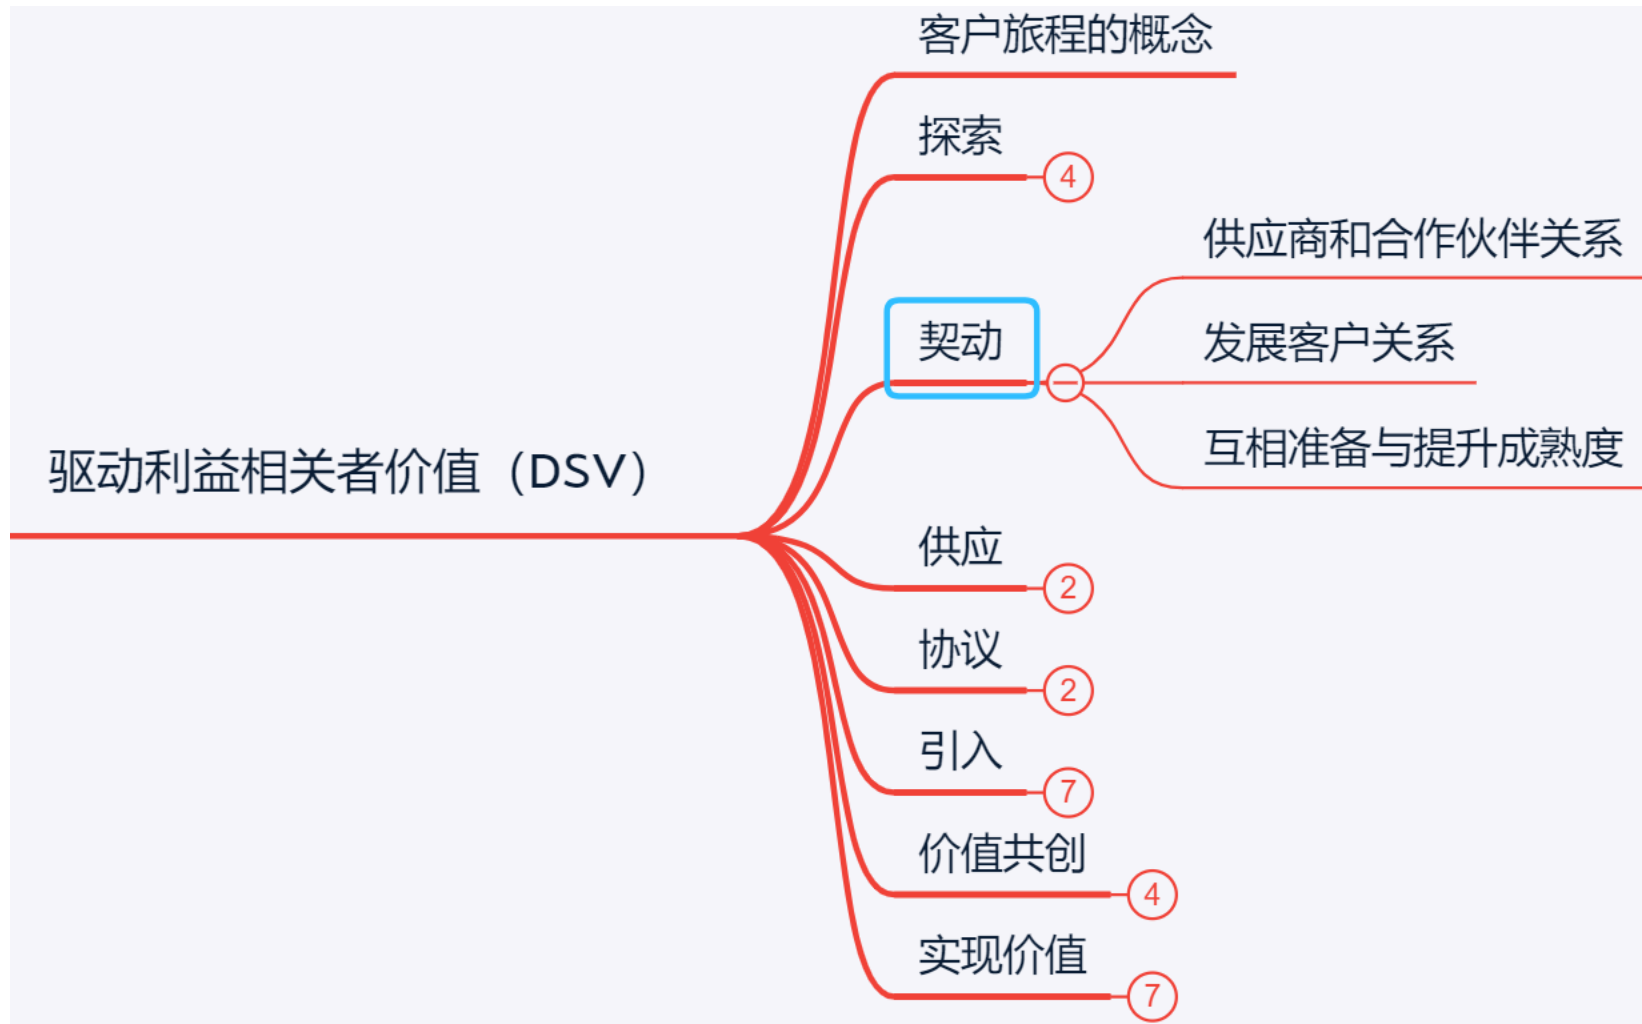 客户旅程的概念
探索
4
供应商和合作伙伴关系
契动
发展客户关系
互相准备与提升成熟度
驱动利益相关者价值（DSV）
供应
2
协议
2
引入
7
价值共创
4
实现价值
7